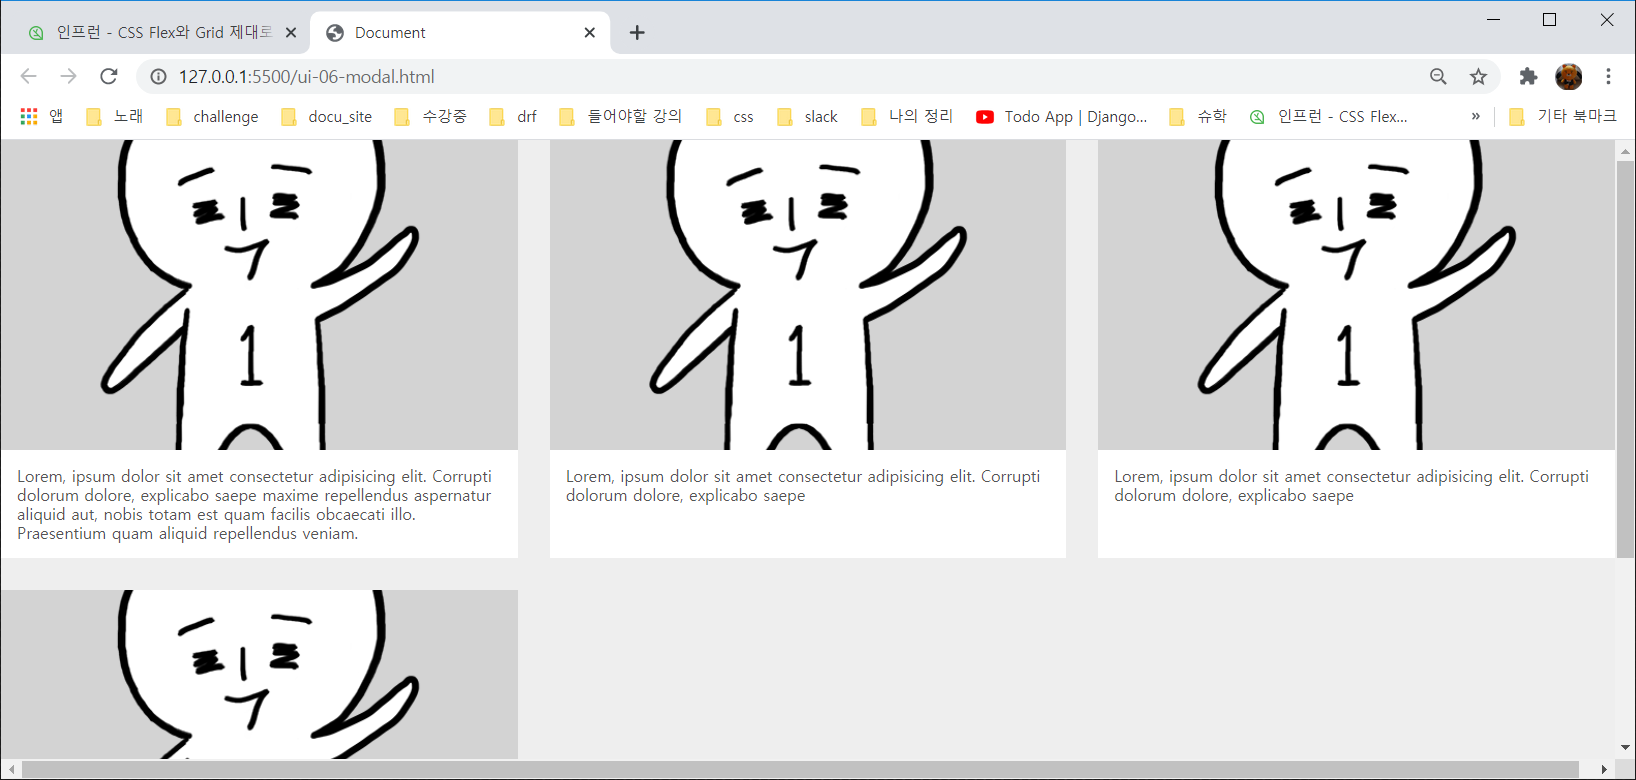 인프런 - CSS Flex와 Grid 제대로
Document
127.0.0.1:5500/ui-06-modal.html
앱
노래
challenge
docu_site
수강중
drf
들어야할 강의
css
slack
나의 정리
Todo App | Django...
슈학
인프런 - CSS Flex...
»
기타 북마크
1
1
1
Lorem, ipsum dolor sit amet consectetur adipisicing elit. Corrupti
dolorum dolore, explicabo saepe maxime repellendus aspernatur
aliquid aut, nobis totam est quam facilis obcaecati illo.
Praesentium quam aliquid repellendus veniam.
Lorem, ipsum dolor sit amet consectetur adipisicing elit. Corrupti
dolorum dolore, explicabo saepe
Lorem, ipsum dolor sit amet consectetur adipisicing elit. Corrupti
dolorum dolore, explicabo saepe